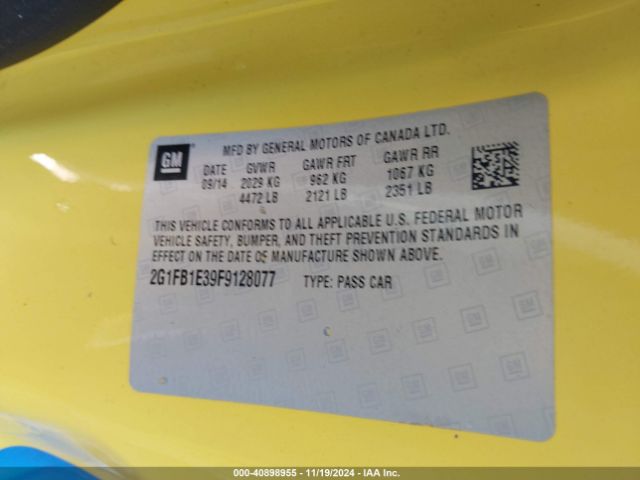 GM
MFD BY GENERAL MOTORS OF CANADA LTD.
DATE GVWR GAWR FRT GAWR RR
09/14 2029 KG 962 KG 1067 KG
4472 LB 2121 LB 2351 LB
THIS VEHICLE CONFORMS TO ALL APPLICABLE U.S. FEDERAL MOTOR
VEHICLE SAFETY, BUMPER, AND THEFT PREVENTION STANDARDS IN
EFFECT ON THE DATE OF MANUFACTURE SHOWN ABOVE.
2G1FB1E39F9128077 TYPE: PASS CAR
000-40898955 | 11/19/2024 - IAA Inc.